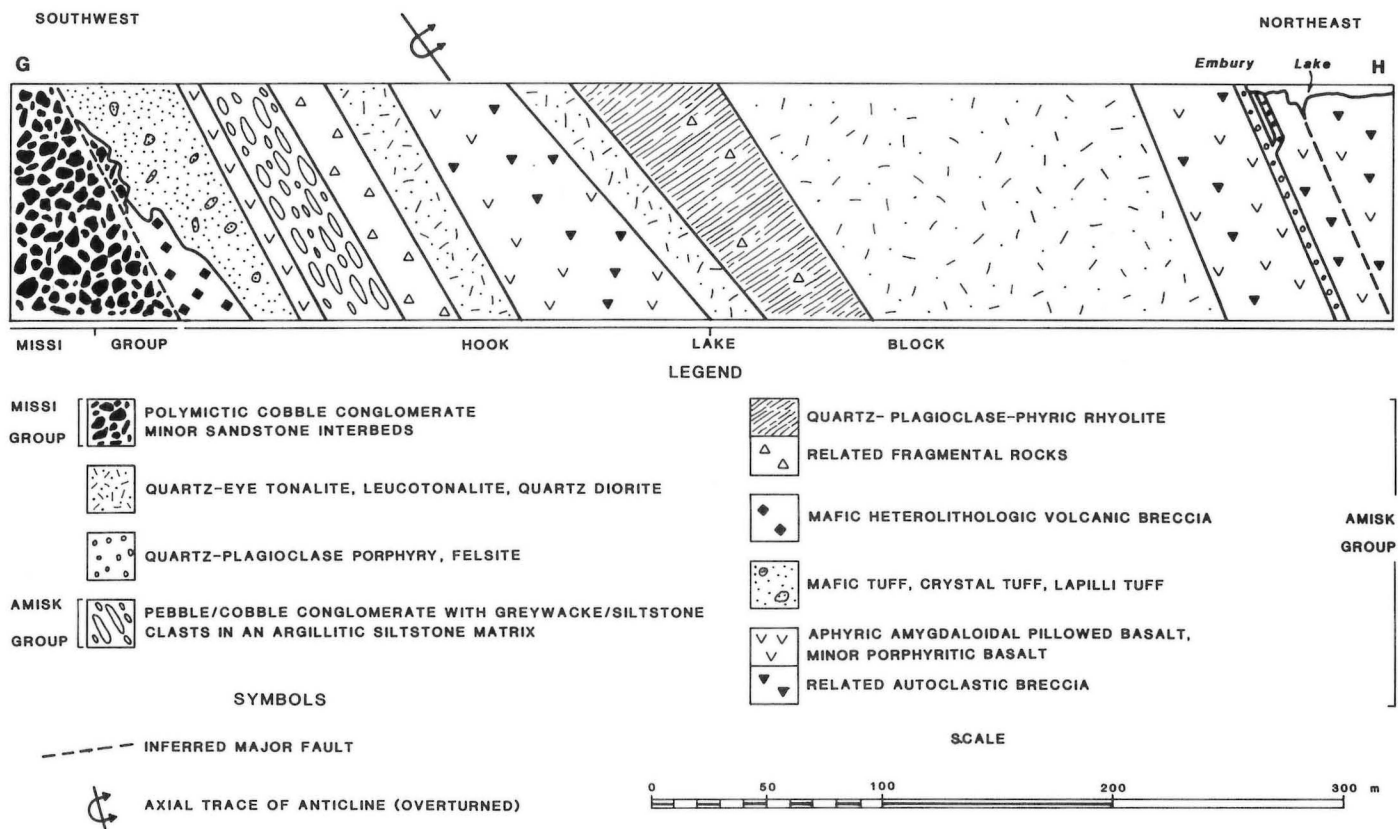 SOUTHWEST
NORTHEAST
G
Embury Lake
H
MISSI GROUP
HOOK LAKE BLOCK
LEGEND
MISSI GROUP
POLYMICTIC COBBLE CONGLOMERATE
MINOR SANDSTONE INTERBEDS
QUARTZ-EYE TONALITE, LEUCOTONALITE, QUARTZ DIORITE
QUARTZ-PLAGIOCLASE PORPHYRY, FELSITE
AMISK GROUP
PEBBLE/COBBLE CONGLOMERATE WITH GREYWACKE/SILTSTONE
CLASTS IN AN ARGILLITIC SILTSTONE MATRIX
SYMBOLS
INFERRED MAJOR FAULT
AXIAL TRACE OF ANTICLINE (OVERTURNED)
QUARTZ-PLAGIOCLASE-PHYRIC RHYOLITE
RELATED FRAGMENTAL ROCKS
MAFIC HETEROLITHOLOGIC VOLCANIC BRECCIA
AMISK
GROUP
MAFIC TUFF, CRYSTAL TUFF, LAPILLI TUFF
APHYRIC AMYGDALOIDAL PILLOWED BASALT,
MINOR PORPHYRITIC BASALT
RELATED AUTOCLASTIC BRECCIA
SCALE
0 50 100 200 300 m